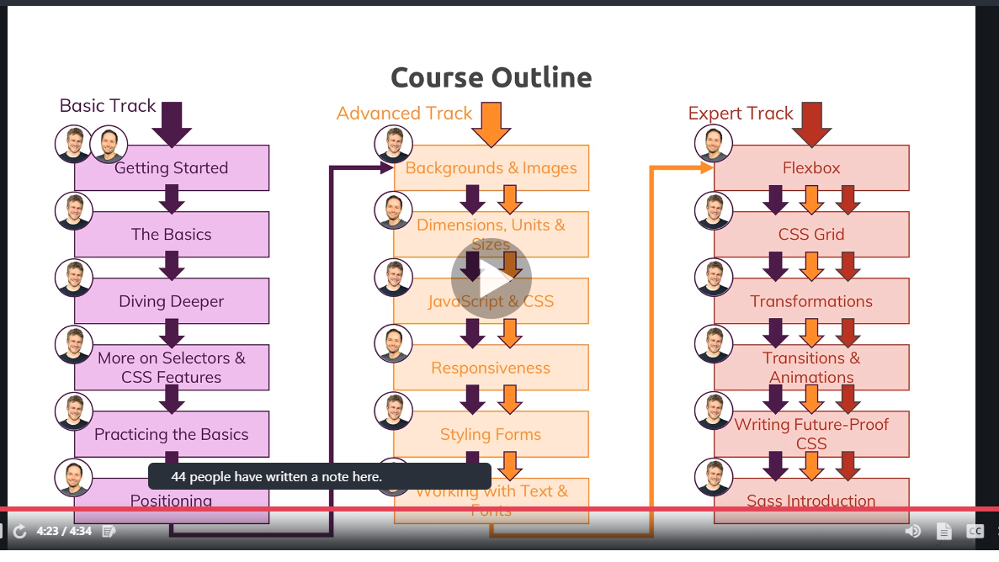 Course Outline
Basic Track
Getting Started
The Basics
Diving Deeper
More on Selectors &
CSS Features
Practicing the Basics
Positioning
Advanced Track
Backgrounds & Images
Dimensions, Units &
Sizes
JavaScript & CSS
Responsiveness
Styling Forms
Working with Text &
Fonts
Expert Track
Flexbox
CSS Grid
Transformations
Transitions &
Animations
Writing Future-Proof
CSS
Sass Introduction
44 people have written a note here.
4:23 / 4:34
CC